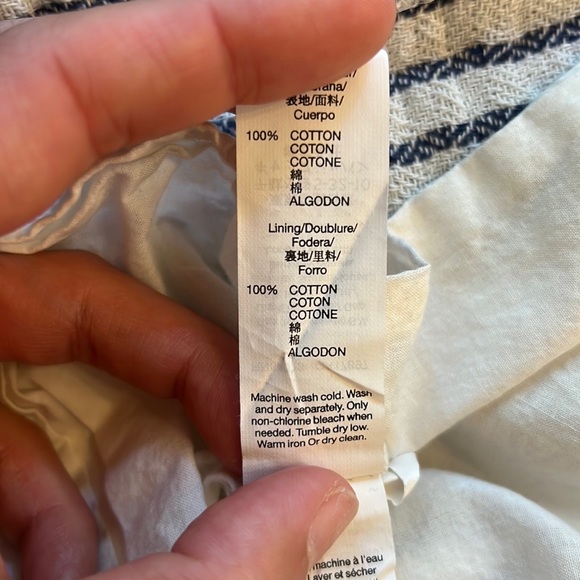 裏地/面料/
Cuerpo
100% COTTON
COTON
COTONE
綿
棉
ALGODON
Lining/Doublure/
Fodera/
裏地/里料/
Forro
100% COTTON
COTON
COTONE
綿
棉
ALGODON
Machine wash cold. Wash
and dry separately. Only
non-chlorine bleach when
needed. Tumble dry low.
Warm iron Or dry clean.
machine à l'eau
Laver et sécher